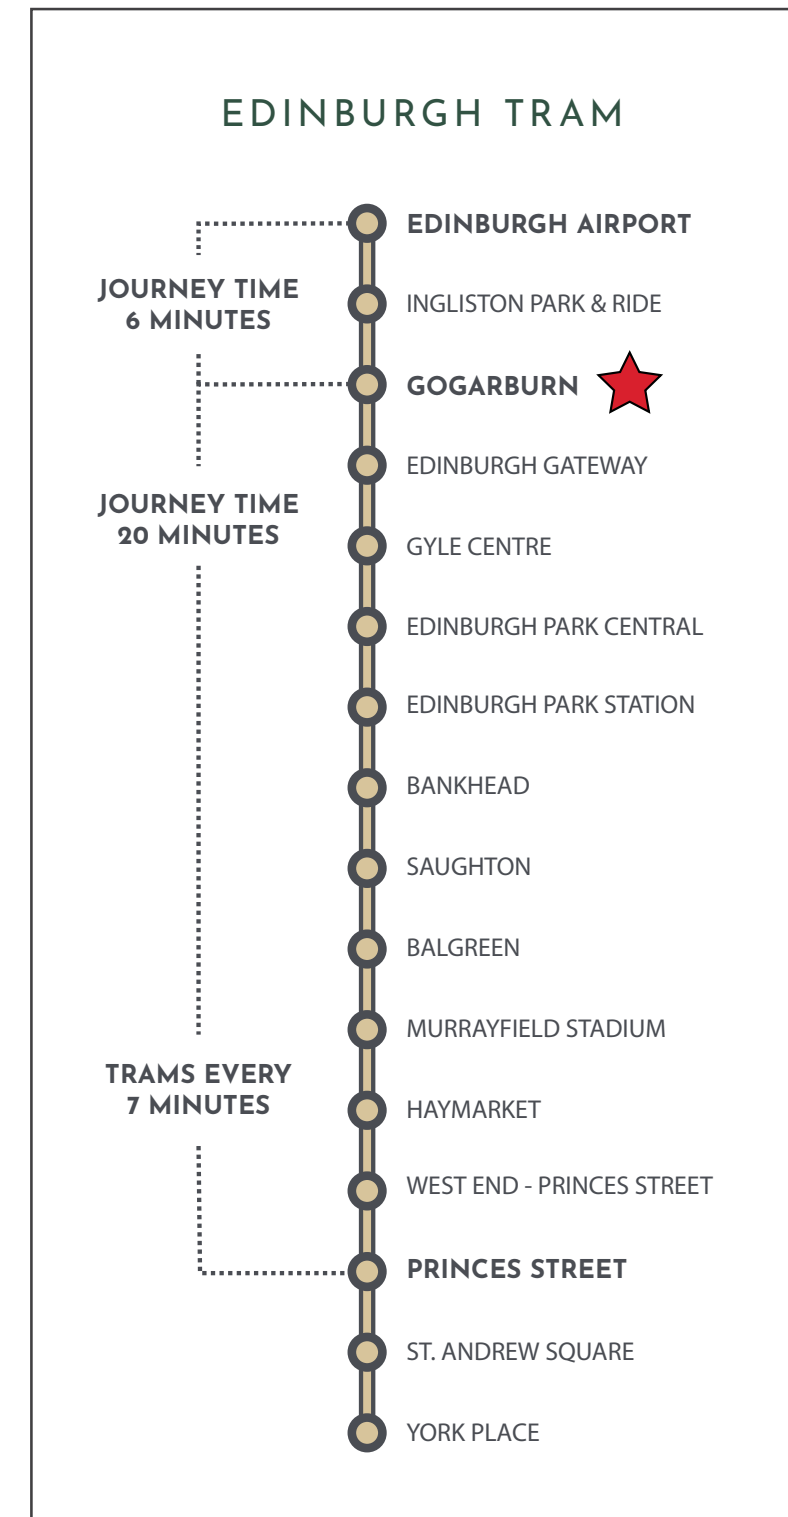 EDINBURGH TRAM
EDINBURGH AIRPORT
JOURNEY TIME
6 MINUTES
INGLISTON PARK & RIDE
GOGARBURN
EDINBURGH GATEWAY
JOURNEY TIME
20 MINUTES
GYLE CENTRE
EDINBURGH PARK CENTRAL
EDINBURGH PARK STATION
BANKHEAD
SAUGHTON
BALGREEN
MURRAYFIELD STADIUM
TRAMS EVERY
7 MINUTES
HAYMARKET
WEST END - PRINCES STREET
PRINCES STREET
ST. ANDREW SQUARE
YORK PLACE